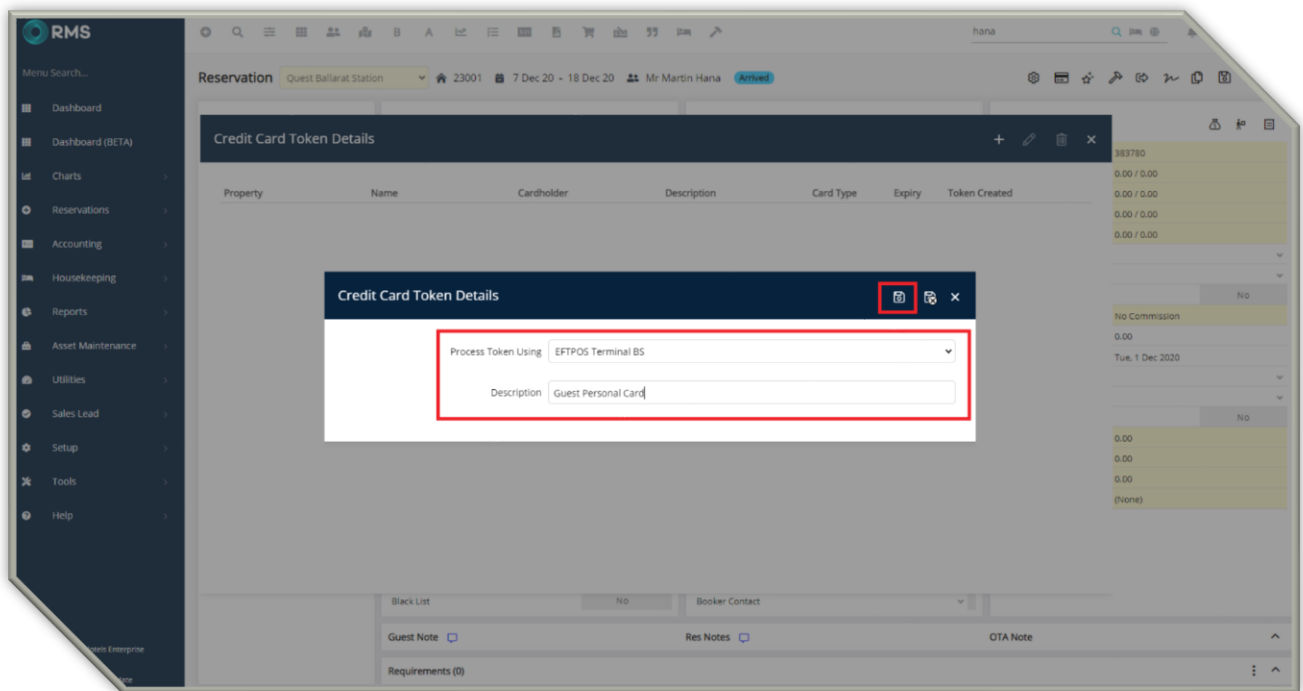 RMS
hana
Menu Search...
Reservation Quest Ballarat Station 23001 7 Dec 20 - 18 Dec 20 Mr Martin Hana Arrived
Dashboard
Dashboard (BETA)
Charts
Reservations
Accounting
Housekeeping
Reports
Asset Maintenance
Utilities
Sales Lead
Setup
Tools
Help
Hotels Enterprise
Credit Card Token Details
Property Name Cardholder Description Card Type Expiry Token Created
Credit Card Token Details
Process Token Using EFTPOS Terminal BS
Description Guest Personal Card
383780
0.00 / 0.00
0.00 / 0.00
0.00 / 0.00
0.00 / 0.00
No
No Commission
0.00
Tue, 1 Dec 2020
No
0.00
0.00
0.00
(None)
Black List No Booker Contact
Guest Note Res Notes OTA Note
Requirements (0)